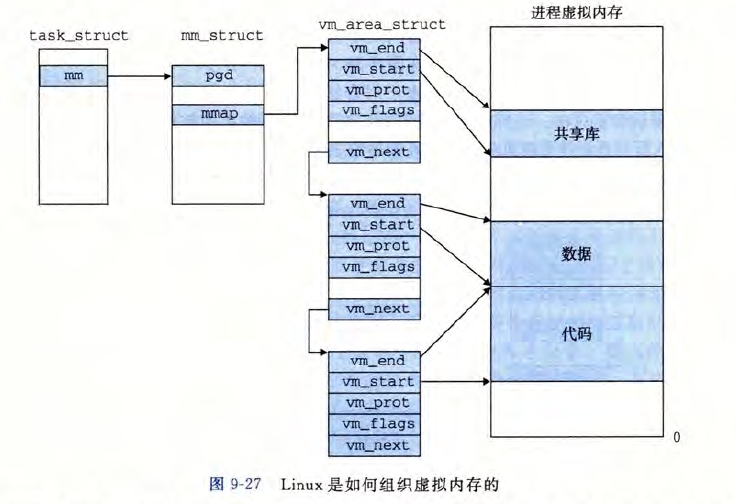 进程虚拟内存
vm_area_struct
task_struct
mm_struct
mm
pgd
mmap
vm_end
vm_start
vm_prot
vm_flags
vm_next
共享库
vm_end
vm_start
vm_prot
vm_flags
vm_next
数据
代码
vm_end
vm_start
vm_prot
vm_flags
vm_next
0
图 9-27 Linux 是如何组织虚拟内存的